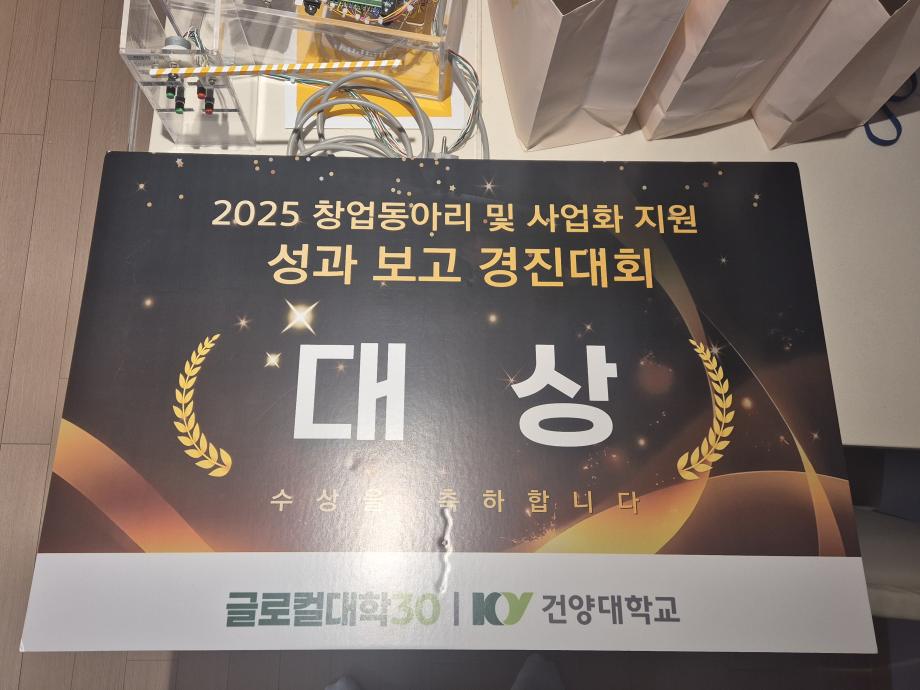 2025 창업동아리 및 사업화 지원
성과 보고 경진대회
대 상
수상을 축하합니다
글로컬대학30 | KY 건양대학교